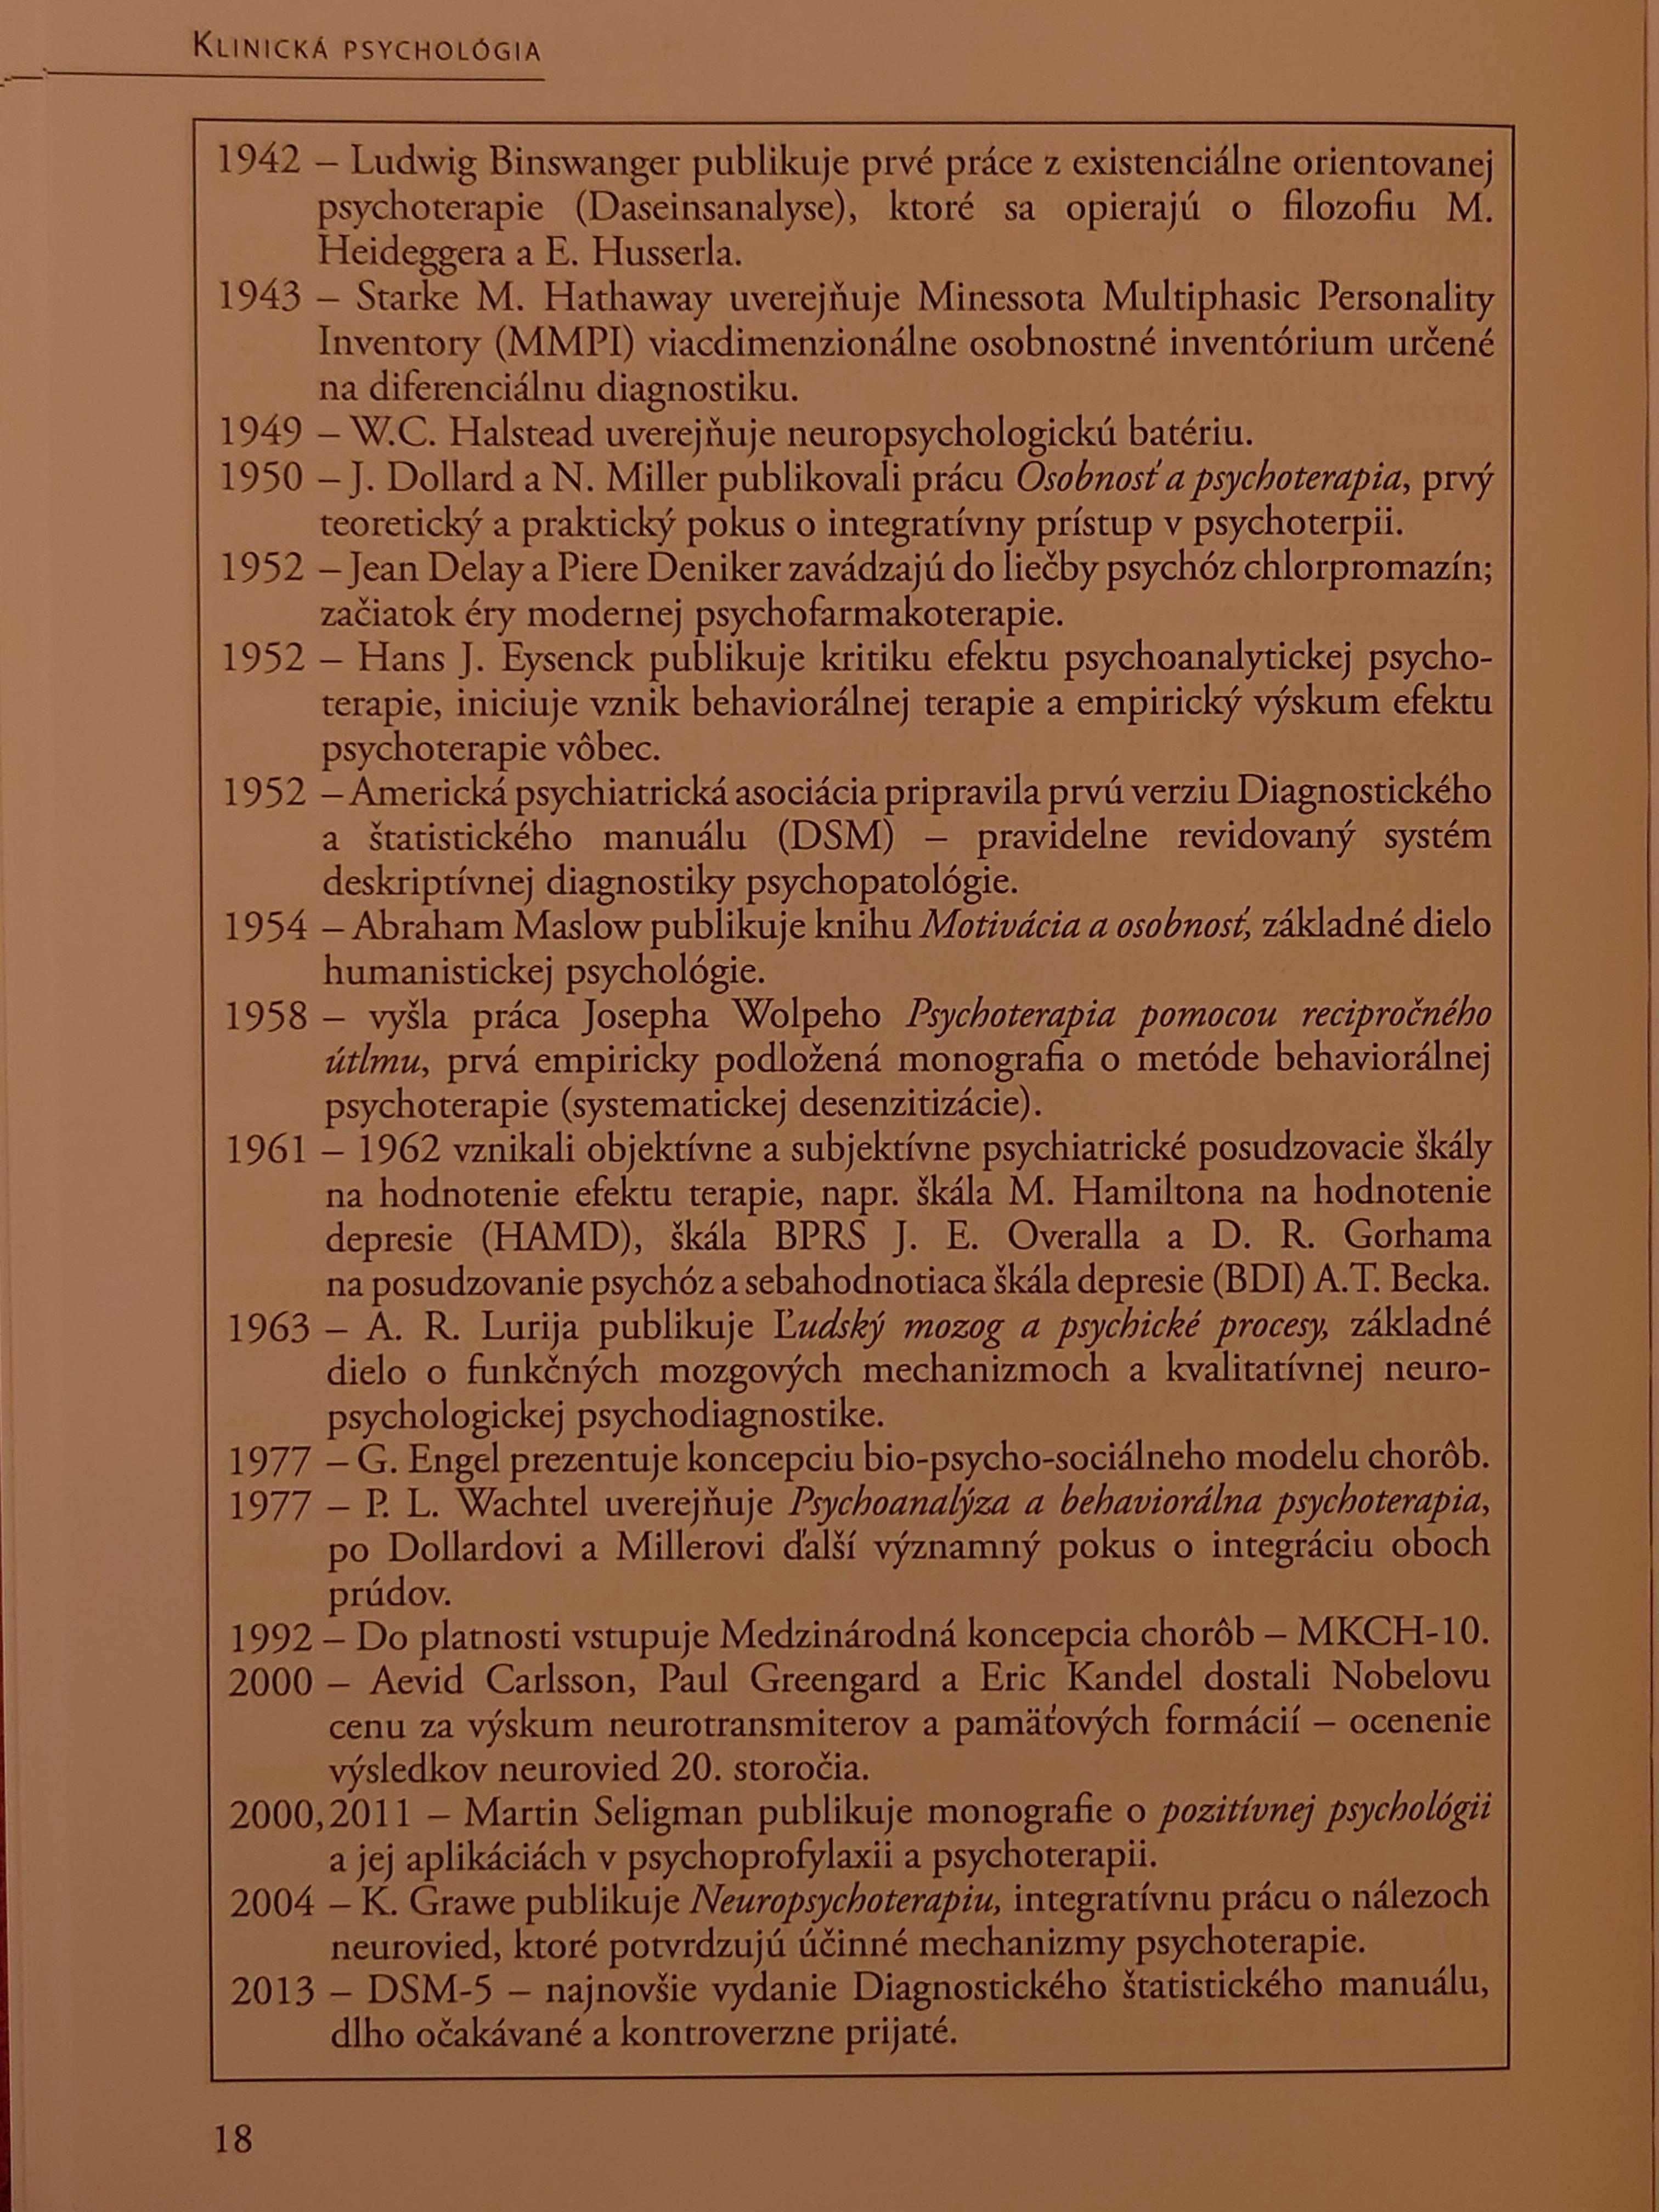 KLINICKÁ PSYCHOLÓGIA
1942 – Ludwig Binswanger publikuje prvé práce z existenciálne orientovanej
psychoterapie (Daseinsanalyse), ktoré sa opierajú o filozofiu M.
Heideggera a E. Husserla.
1943 – Starke M. Hathaway uverejňuje Minessota Multiphasic Personality
Inventory (MMPI) viacdimenzionálne osobnostné inventórium určené
na diferenciálnu diagnostiku.
1949 – W.C. Halstead uverejňuje neuropsychologickú batériu.
1950 – J. Dollard a N. Miller publikovali prácu Osobnosť a psychoterapia, prvý
teoretický a praktický pokus o integratívny prístup v psychoterpii.
1952 – Jean Delay a Piere Deniker zavádzajú do liečby psychóz chlorpromazín;
začiatok éry modernej psychofarmakoterapie.
1952 – Hans J. Eysenck publikuje kritiku efektu psychoanalytickej psycho-
terapie, iniciuje vznik behaviorálnej terapie a empirický výskum efektu
psychoterapie vôbec.
1952 – Americká psychiatrická asociácia pripravila prvú verziu Diagnostického
a štatistického manuálu (DSM) – pravidelne revidovaný systém
deskriptívnej diagnostiky psychopatológie.
1954 – Abraham Maslow publikuje knihu Motivácia a osobnosť, základné dielo
humanistickej psychológie.
1958 – vyšla práca Josepha Wolpeho Psychoterapia pomocou recipročného
útlmu, prvá empiricky podložená monografia o metóde behaviorálnej
psychoterapie (systematickej desenzitizácie).
1961 – 1962 vznikali objektívne a subjektívne psychiatrické posudzovacie škály
na hodnotenie efektu terapie, napr. škála M. Hamiltona na hodnotenie
depresie (HAMD), škála BPRS J. E. Overalla a D. R. Gorhama
na posudzovanie psychóz a sebahodnotiaca škála depresie (BDI) A.T. Becka.
1963 – A. R. Lurija publikuje Ľudský mozog a psychické procesy, základné
dielo o funkčných mozgových mechanizmoch a kvalitatívnej neuro-
psychologickej psychodiagnostike.
1977 – G. Engel prezentuje koncepciu bio-psycho-sociálneho modelu chorôb.
1977 – P. L. Wachtel uverejňuje Psychoanalýza a behaviorálna psychoterapia,
po Dollardovi a Millerovi ďalší významný pokus o integráciu oboch
prúdov.
1992 – Do platnosti vstupuje Medzinárodná koncepcia chorôb – MKCH-10.
2000 – Aevid Carlsson, Paul Greengard a Eric Kandel dostali Nobelovu
cenu za výskum neurotransmiterov a pamäťových formácií – ocenenie
výsledkov neurovied 20. storočia.
2000,2011 – Martin Seligman publikuje monografie o pozitívnej psychológii
a jej aplikáciách v psychoprofylaxii a psychoterapii.
2004 – K. Grawe publikuje Neuropsychoterapiu, integratívnu prácu o nálezoch
neurovied, ktoré potvrdzujú účinné mechanizmy psychoterapie.
2013 – DSM-5 – najnovšie vydanie Diagnostického štatistického manuálu,
dlho očakávané a kontroverzne prijaté.
18